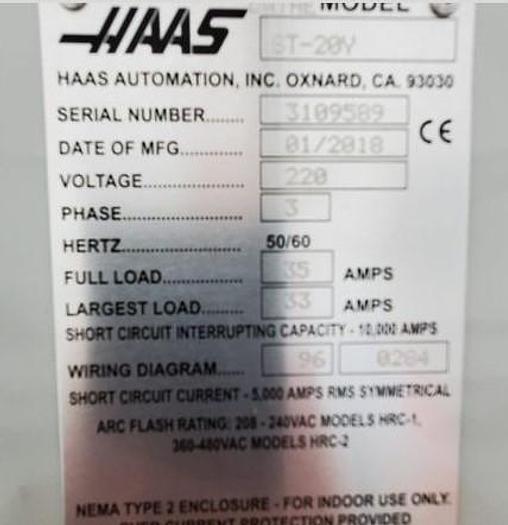 MODEL
HAAS
ST-20Y
HAAS AUTOMATION, INC. OXNARD, CA. 93030
SERIAL NUMBER...... 3109589
DATE OF MFG........... 01/2018 CE
VOLTAGE................. 220
PHASE..................... 3
HERTZ..................... 50/60
FULL LOAD.............. 35 AMPS
LARGEST LOAD....... 33 AMPS
SHORT CIRCUIT INTERRUPTING CAPACITY - 10,000 AMPS
WIRING DIAGRAM...... 96 0284
SHORT CIRCUIT CURRENT - 5,000 AMPS RMS SYMMETRICAL
ARC FLASH RATING: 208 - 240VAC MODELS HRC-1,
360-480VAC MODELS HRC-2
NEMA TYPE 2 ENCLOSURE - FOR INDOOR USE ONLY.
OVER CURRENT PROTECTION PROVIDED